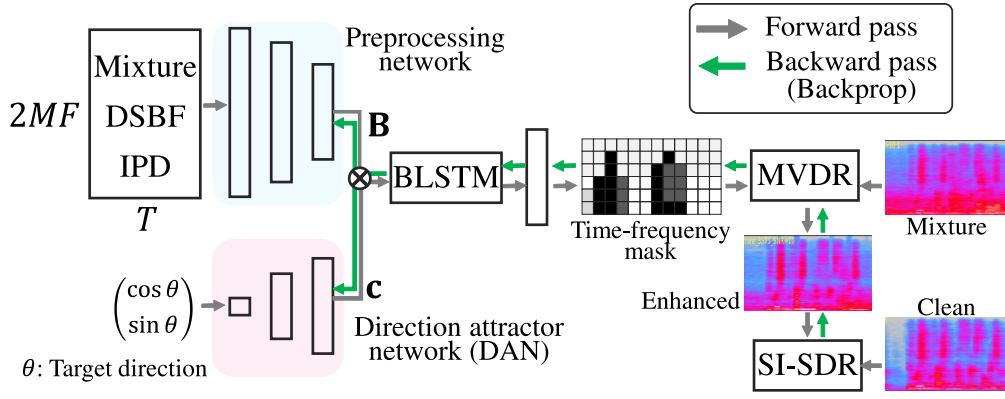 Forward pass
Backward pass
(Backprop)
Preprocessing
network
2MF
Mixture
DSBF
IPD
T
B
BLSTM
MVDR
Time-frequency
mask
Mixture
Enhanced
Clean
SI-SDR
cos θ
sin θ
c
Direction attractor
network (DAN)
θ: Target direction